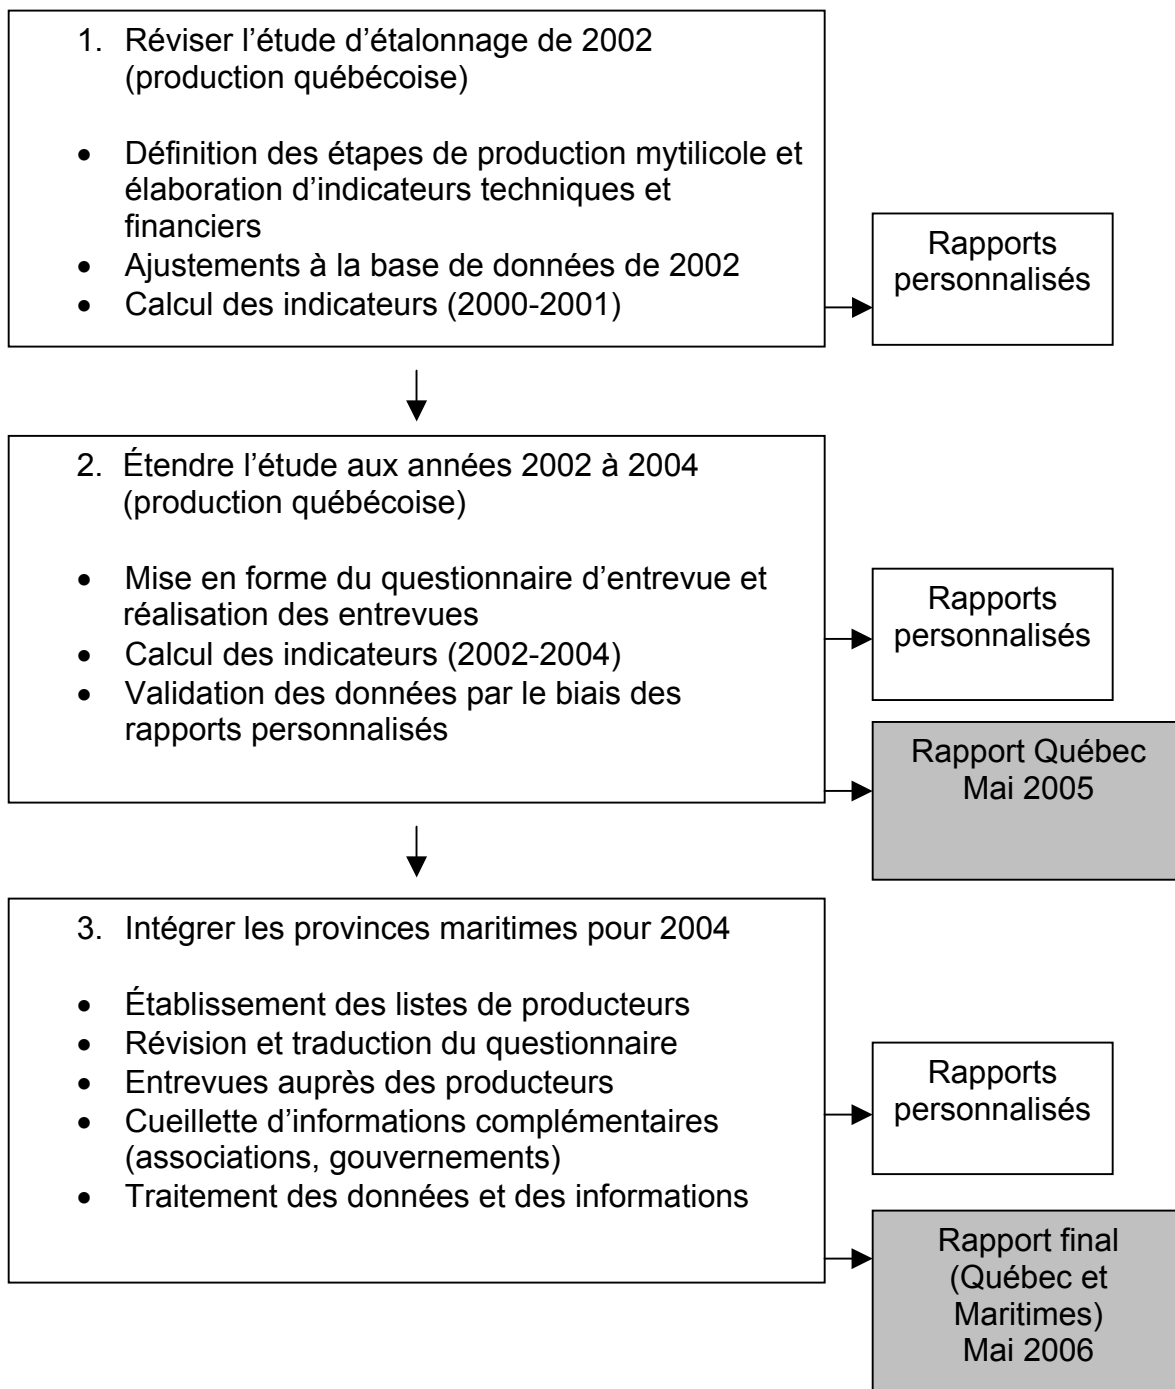 1. Réviser l’étude d’étalonnage de 2002
(production québécoise)
• Définition des étapes de production mytilicole et
élaboration d’indicateurs techniques et
financiers
• Ajustements à la base de données de 2002
• Calcul des indicateurs (2000-2001)
Rapports
personnalisés
2. Étendre l’étude aux années 2002 à 2004
(production québécoise)
• Mise en forme du questionnaire d’entrevue et
réalisation des entrevues
• Calcul des indicateurs (2002-2004)
• Validation des données par le biais des
rapports personnalisés
Rapports
personnalisés
Rapport Québec
Mai 2005
3. Intégrer les provinces maritimes pour 2004
• Établissement des listes de producteurs
• Révision et traduction du questionnaire
• Entrevues auprès des producteurs
• Cueillette d’informations complémentaires
(associations, gouvernements)
• Traitement des données et des informations
Rapports
personnalisés
Rapport final
(Québec et
Maritimes)
Mai 2006